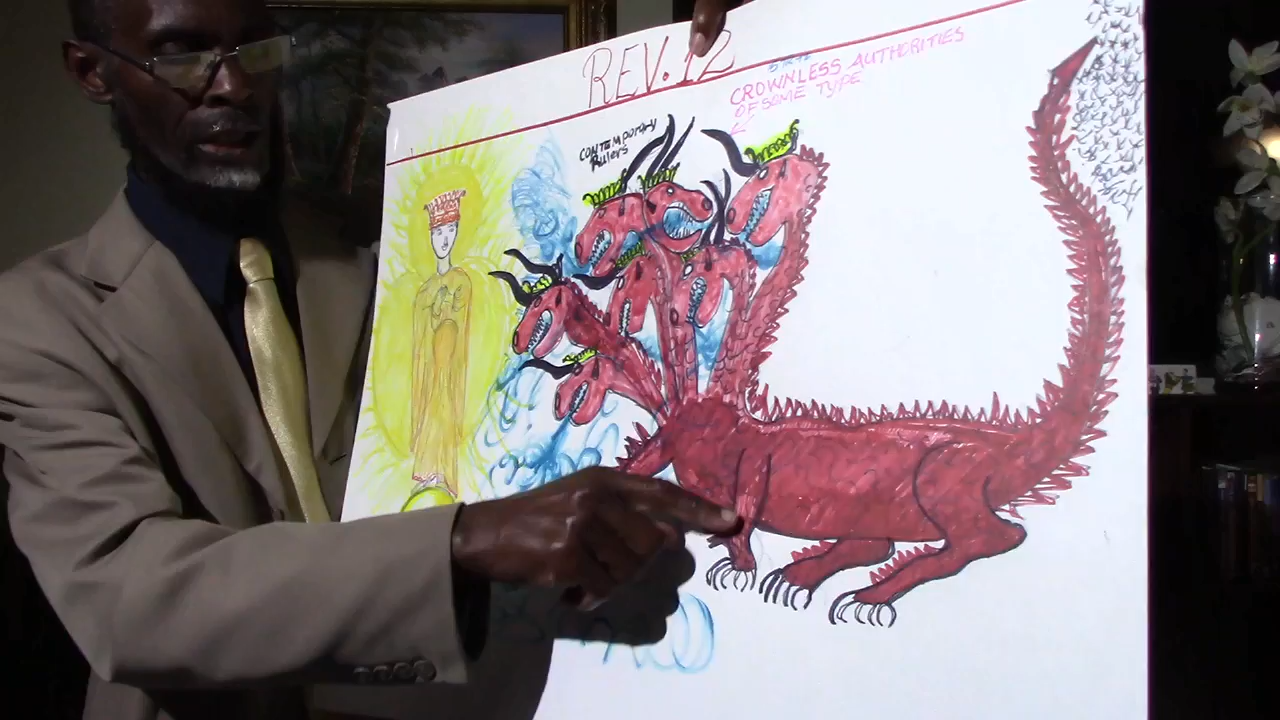 REV. 12
CROWNLESS AUTHORITIES
OF SOME TYPE
CONTEMPORARY
Rulers